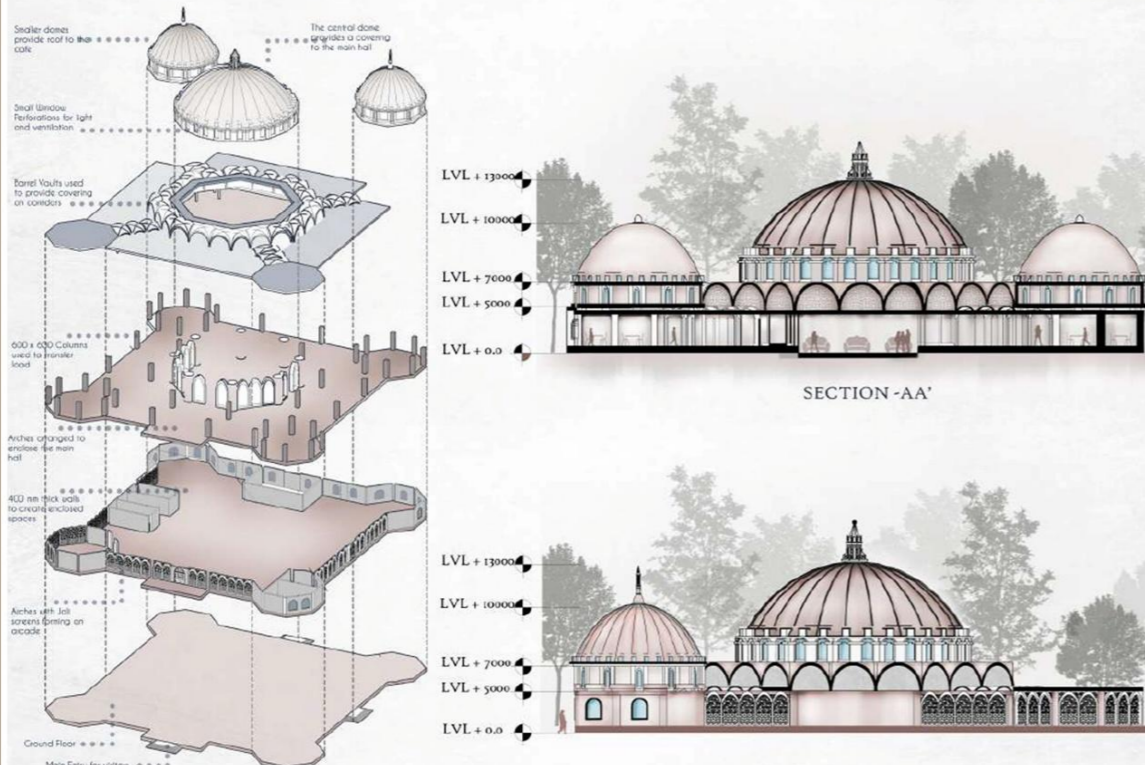 Smaller domes
provide roof to the
cafe
The central dome
provides a covering
to the main hall
Small Window
Perforations for light
and ventilation
Barrel Vaults used
to provide covering
on corridors
600 x 600 Columns
used to transfer
load
Arches arranged to
enclose the main
hall
400 mm thick walls
to create enclosed
spaces
Arches with Jali
screens forming an
arcade
Ground Floor
Main Entry for visitors
LVL + 13000
LVL + 10000
LVL + 7000
LVL + 5000
LVL + 0.0
SECTION -AA'
LVL + 13000
LVL + 10000
LVL + 7000
LVL + 5000
LVL + 0.0